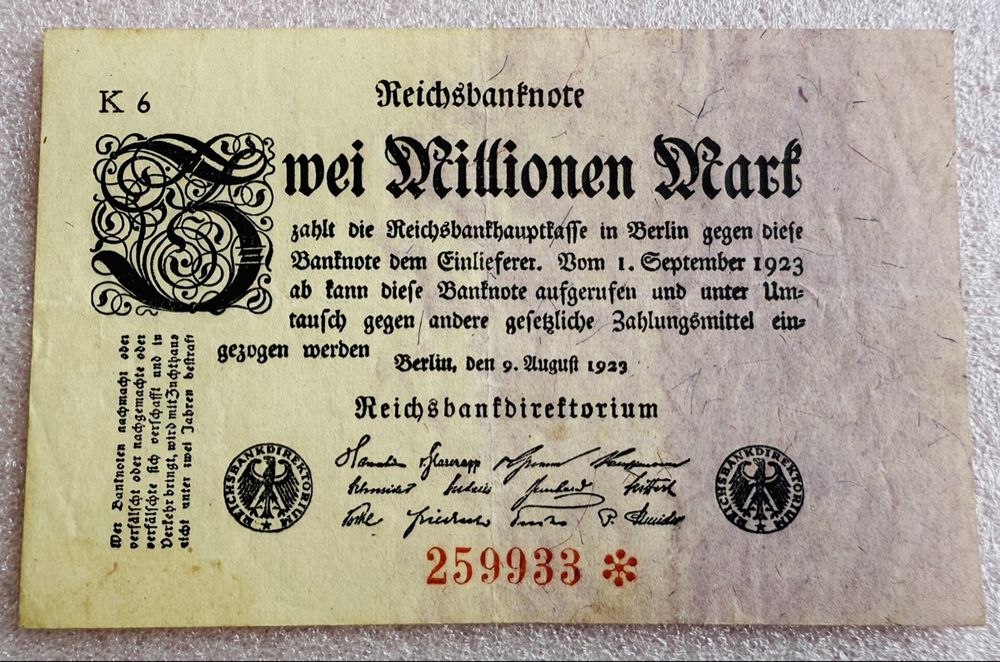 K 6
Reichsbanknote
Zwei Millionen Mark
zahlt die Reichsbankhauptkasse in Berlin gegen diese
Banknote dem Einlieferer. Vom 1. September 1923
ab kann diese Banknote aufgerufen und unter Um-
tausch gegen andere gesetzliche Zahlungsmittel ein-
gezogen werden
Berlin, den 9. August 1923
Reichsbankdirektorium
Wer Banknoten nachmacht oder
verfälscht oder nachgemachte oder
verfälschte sich verschafft und in
Verkehr bringt, wird mit Zuchthaus
nicht unter zwei Jahren bestraft
REICHSBANKDIREKTORIUM
REICHSBANKDIREKTORIUM
v. Glasenapp
Schneider
P. Schneider
259933 *